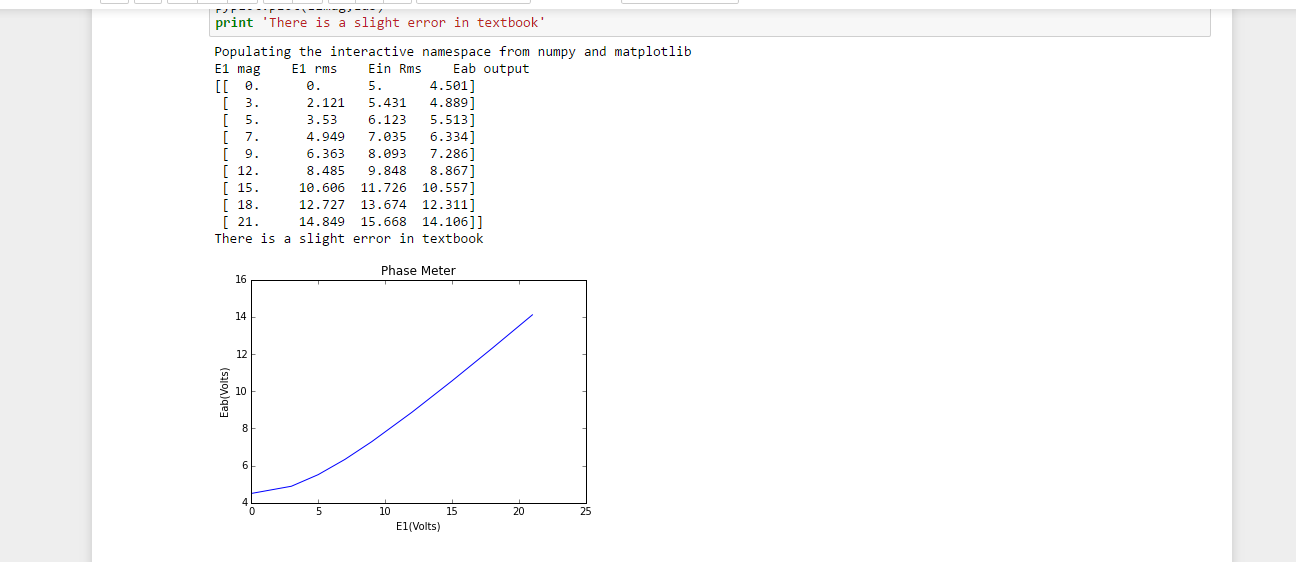 print 'There is a slight error in textbook'
Populating the interactive namespace from numpy and matplotlib
E1 mag    E1 rms    Ein Rms    Eab output
[[  0.      0.      5.      4.501]
 [  3.      2.121   5.431   4.889]
 [  5.      3.53    6.123   5.513]
 [  7.      4.949   7.035   6.334]
 [  9.      6.363   8.093   7.286]
 [ 12.      8.485   9.848   8.867]
 [ 15.     10.606  11.726  10.557]
 [ 18.     12.727  13.674  12.311]
 [ 21.     14.849  15.668  14.106]]
There is a slight error in textbook
Phase Meter
16
14
12
10
8
6
4
Eab(Volts)
0 5 10 15 20 25
E1(Volts)